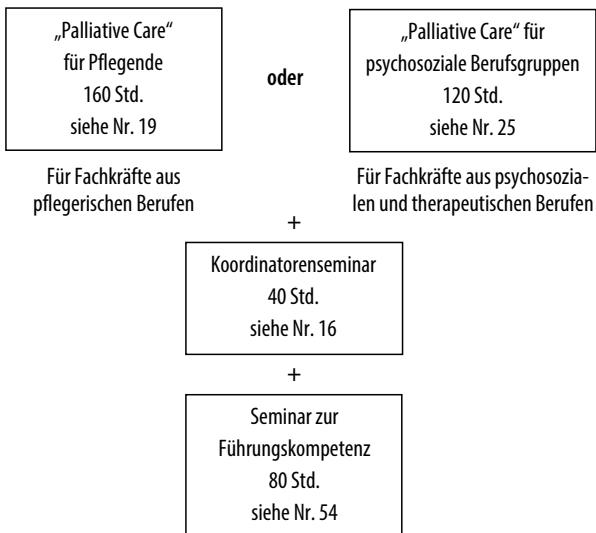 „Palliative Care“
für Pflegende
160 Std.
siehe Nr. 19
oder
„Palliative Care“ für
psychosoziale Berufsgruppen
120 Std.
siehe Nr. 25
Für Fachkräfte aus
pflegerischen Berufen
Für Fachkräfte aus psychosozia-
len und therapeutischen Berufen
+
Koordinatorenseminar
40 Std.
siehe Nr. 16
+
Seminar zur
Führungskompetenz
80 Std.
siehe Nr. 54